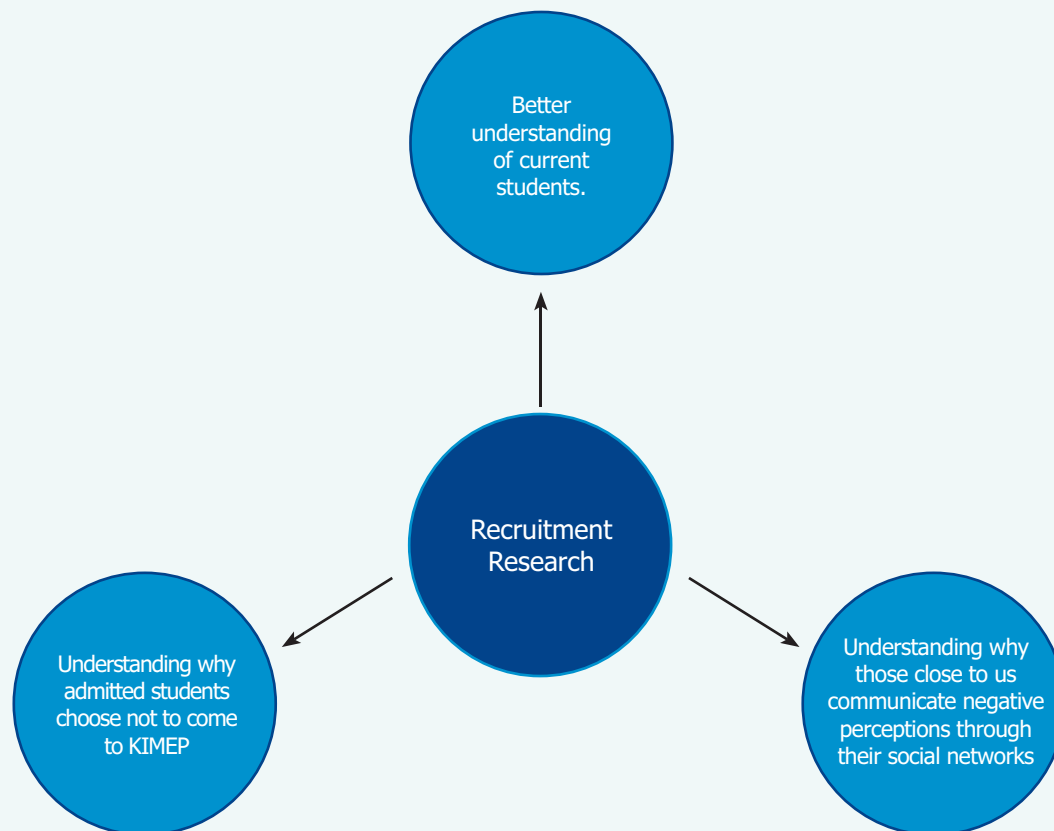 Better
understanding
of current
students.
Recruitment
Research
Understanding why
admitted students
choose not to come
to KIMEP
Understanding why
those close to us
communicate negative
perceptions through
their social networks